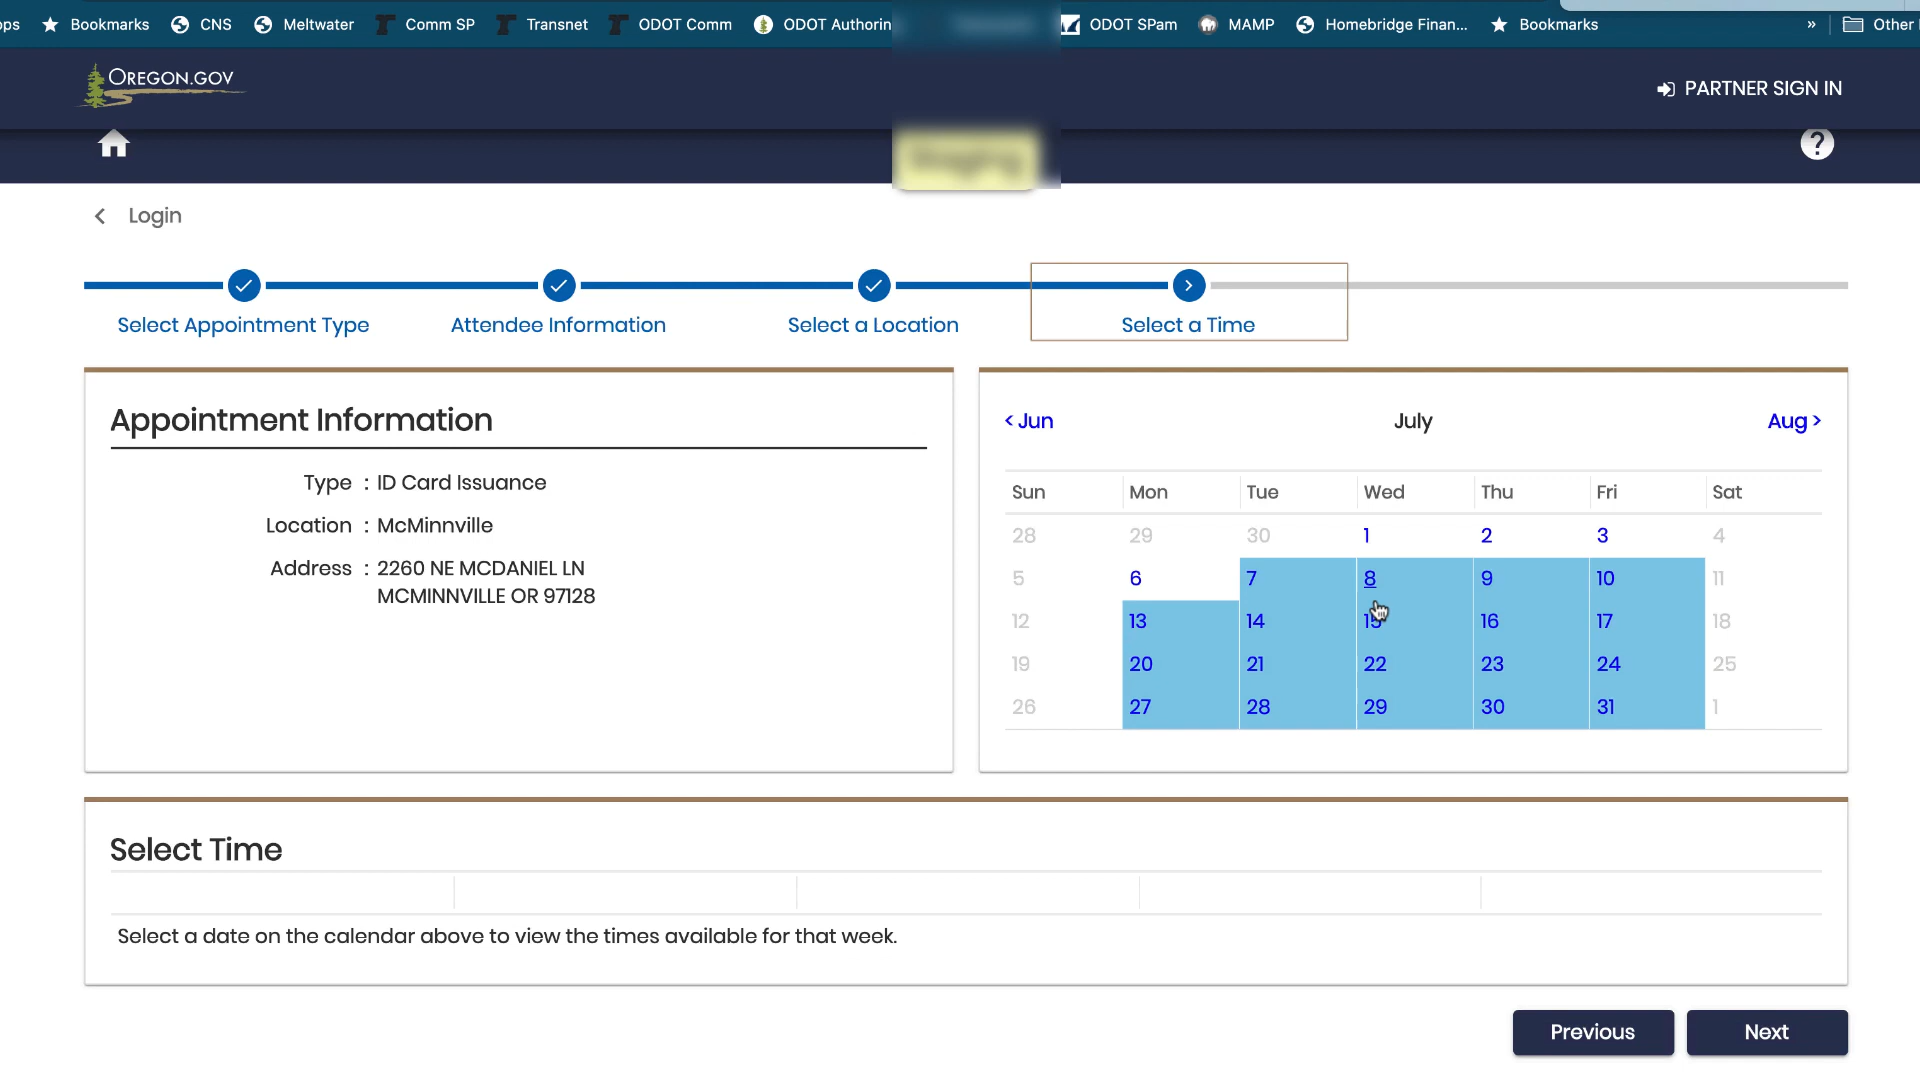 ps Bookmarks CNS Meltwater Comm SP Transnet ODOT Comm ODOT Authorin ODOT SPam MAMP Homebridge Finan... Bookmarks » Other
OREGON.GOV
PARTNER SIGN IN
?
< Login
Select Appointment Type Attendee Information Select a Location Select a Time
Appointment Information
Type : ID Card Issuance
Location : McMinnville
Address : 2260 NE MCDANIEL LN
MCMINNVILLE OR 97128
< Jun July Aug >
Sun Mon Tue Wed Thu Fri Sat
28 29 30 1 2 3 4
5 6 7 8 9 10 11
12 13 14 15 16 17 18
19 20 21 22 23 24 25
26 27 28 29 30 31 1
Select Time
Select a date on the calendar above to view the times available for that week.
Previous Next